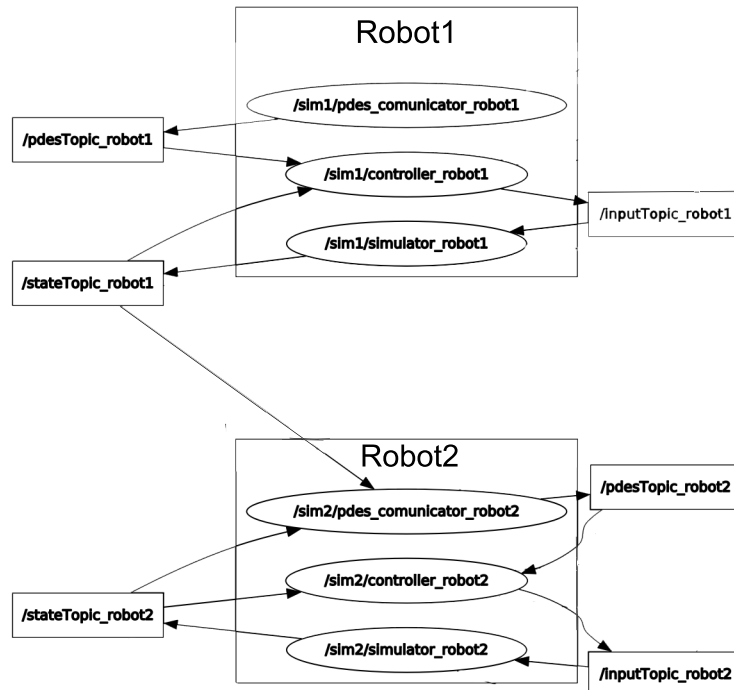 Robot1
/sim1/pdes_comunicator_robot1
/pdesTopic_robot1
/sim1/controller_robot1
/inputTopic_robot1
/sim1/simulator_robot1
/stateTopic_robot1
Robot2
/pdesTopic_robot2
/sim2/pdes_comunicator_robot2
/sim2/controller_robot2
/stateTopic_robot2
/sim2/simulator_robot2
/inputTopic_robot2